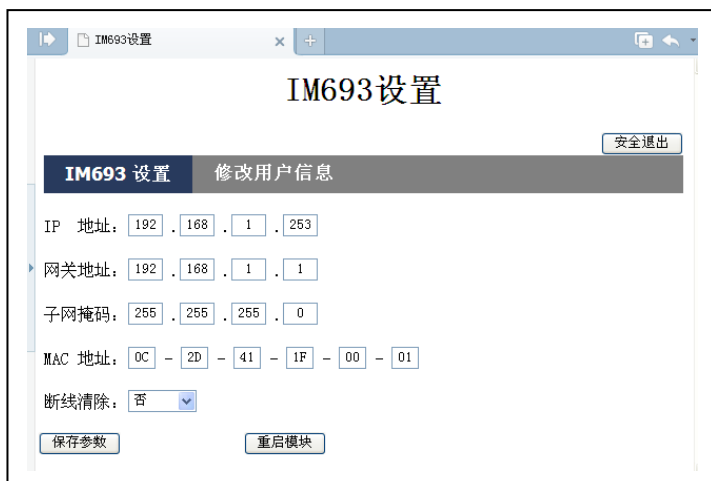 IM693设置
IM693设置
安全退出
IM693 设置 修改用户信息
IP 地址: 192 . 168 . 1 . 253
网关地址: 192 . 168 . 1 . 1
子网掩码: 255 . 255 . 255 . 0
MAC 地址: 0C - 2D - 41 - 1F - 00 - 01
断线清除: 否
保存参数 重启模块